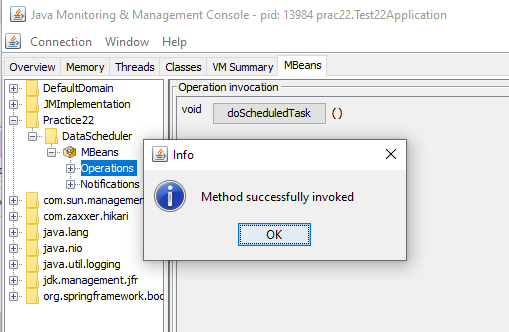 Java Monitoring & Management Console - pid: 13984 prac22.Test22Application
Connection Window Help
Overview Memory Threads Classes VM Summary MBeans
DefaultDomain
JMImplementation
Practice22
DataScheduler
MBeans
Operations
Notifications
com.sun.management
com.zaxxer.hikari
java.lang
java.nio
java.util.logging
jdk.management.jfr
org.springframework.boo
Operation invocation
void doScheduledTask ( )
Info
Method successfully invoked
OK